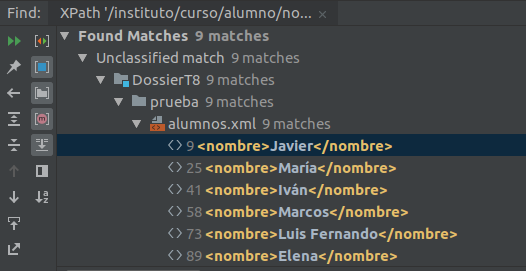 Find: XPath '/instituto/curso/alumno/no... ×
Found Matches 9 matches
Unclassified match 9 matches
DossierT8 9 matches
prueba 9 matches
alumnos.xml 9 matches
<> 9 <nombre>Javier</nombre>
<> 25 <nombre>María</nombre>
<> 41 <nombre>Iván</nombre>
<> 58 <nombre>Marcos</nombre>
<> 73 <nombre>Luis Fernando</nombre>
<> 89 <nombre>Elena</nombre>